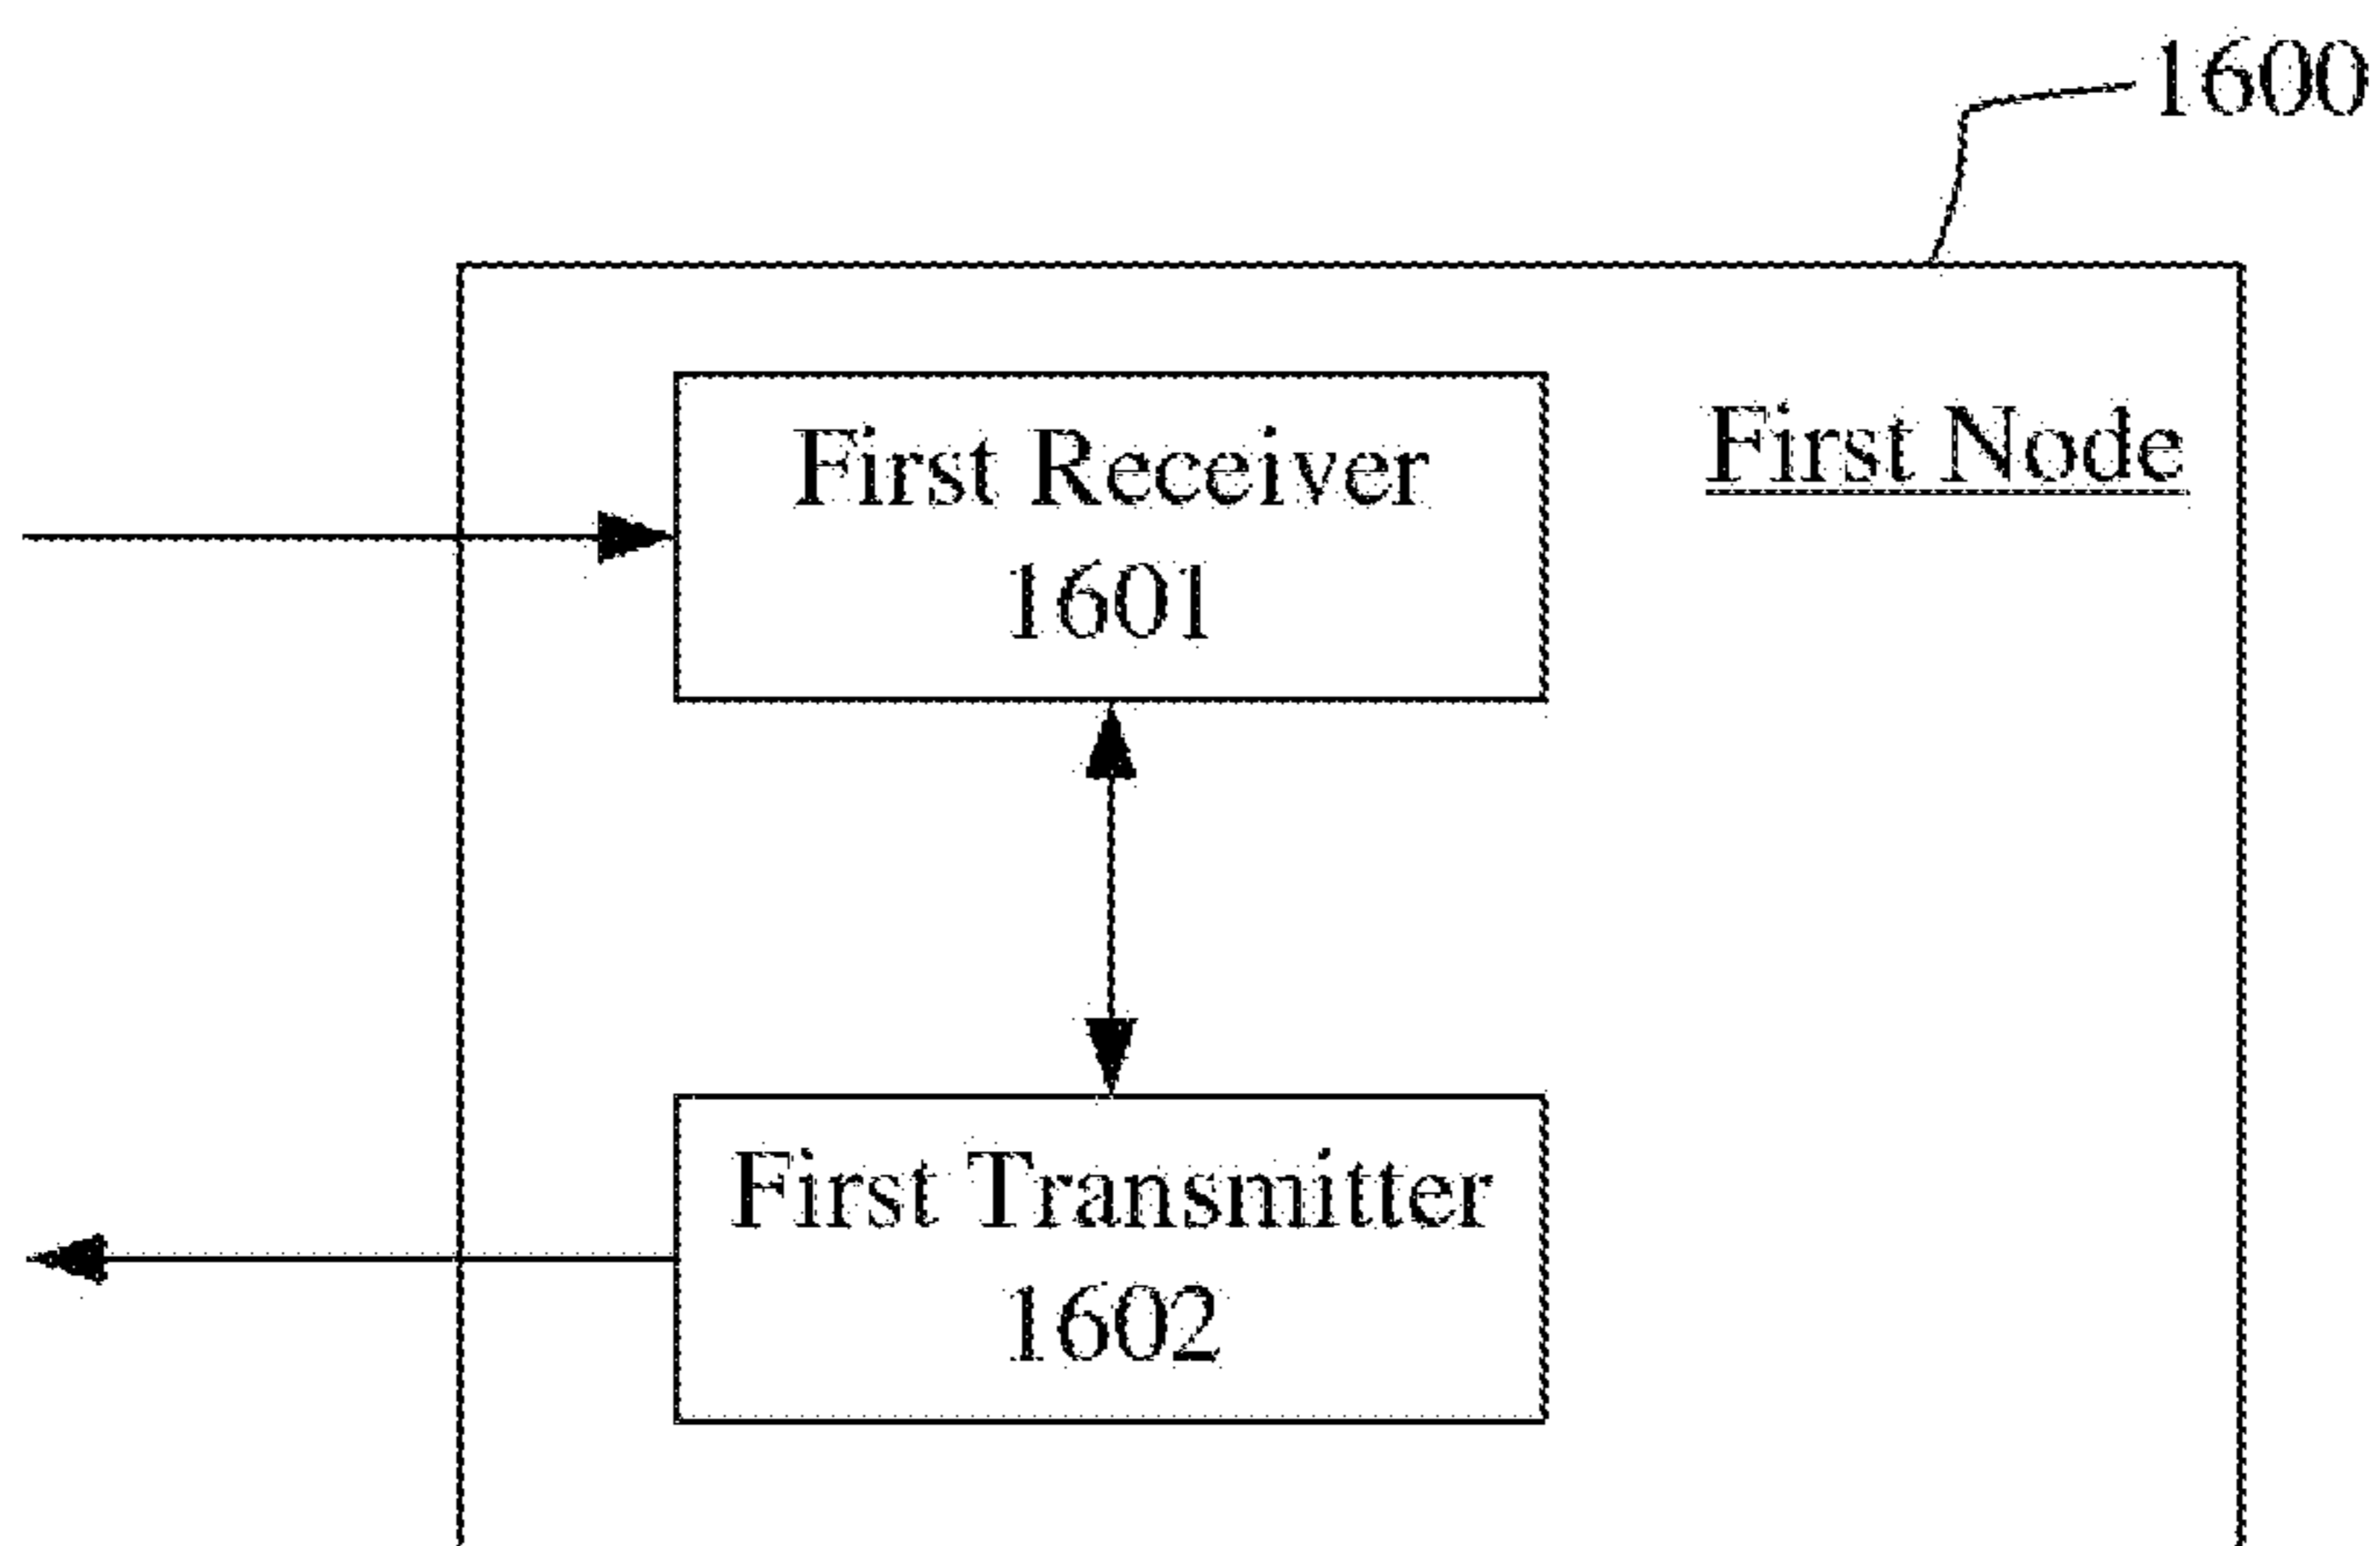 1600
First Node
First Receiver
1601
First Transmitter
1602